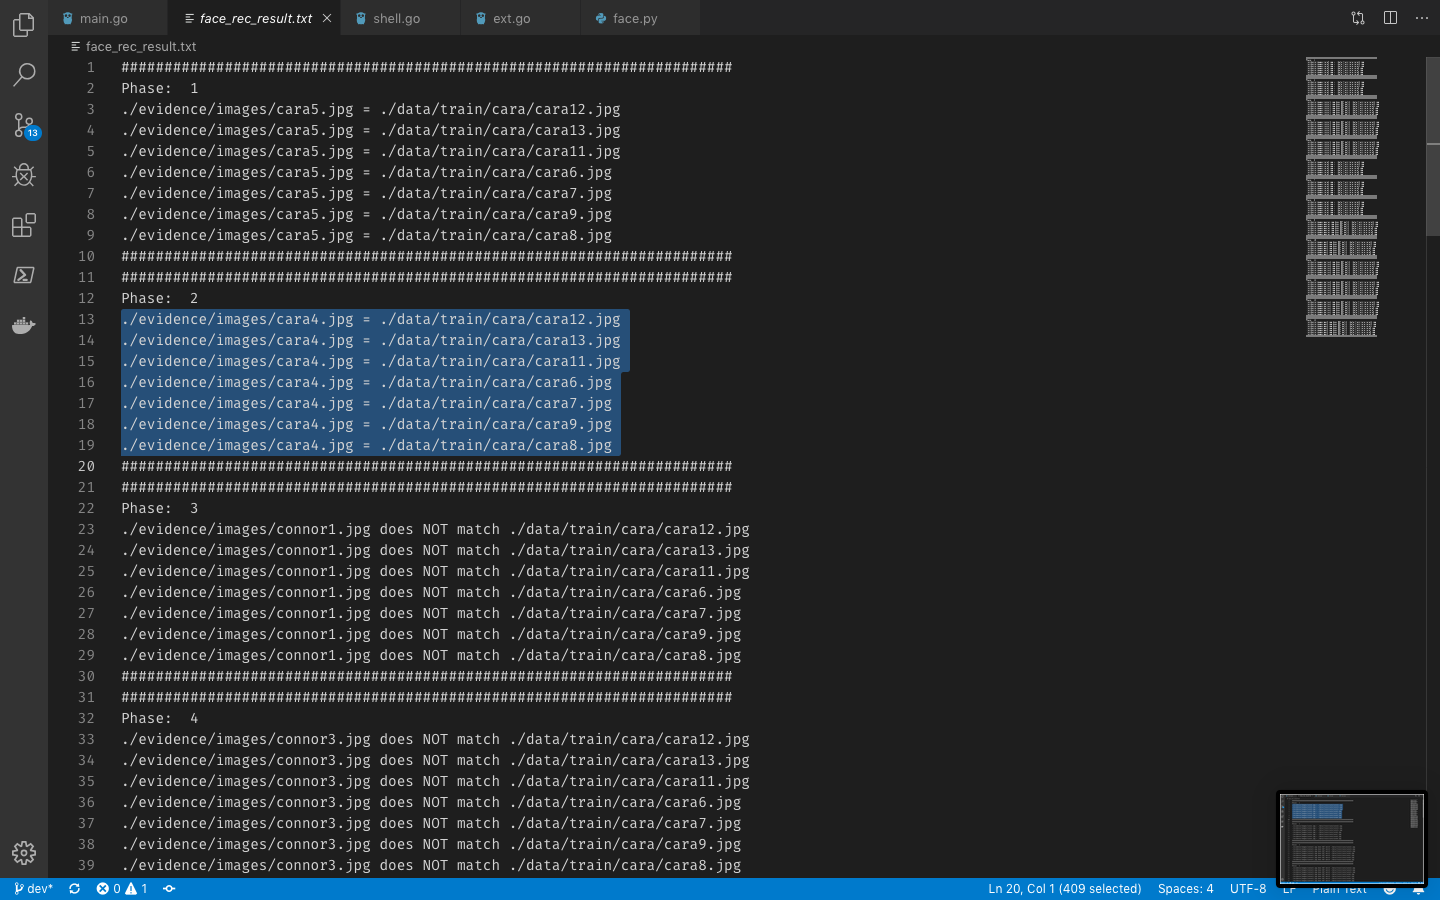 main.go
face_rec_result.txt
shell.go
ext.go
face.py
face_rec_result.txt
1 #######################################################################
2 Phase:  1
3 ./evidence/images/cara5.jpg = ./data/train/cara/cara12.jpg
4 ./evidence/images/cara5.jpg = ./data/train/cara/cara13.jpg
5 ./evidence/images/cara5.jpg = ./data/train/cara/cara11.jpg
6 ./evidence/images/cara5.jpg = ./data/train/cara/cara6.jpg
7 ./evidence/images/cara5.jpg = ./data/train/cara/cara7.jpg
8 ./evidence/images/cara5.jpg = ./data/train/cara/cara9.jpg
9 ./evidence/images/cara5.jpg = ./data/train/cara/cara8.jpg
10 #######################################################################
11 #######################################################################
12 Phase:  2
13 ./evidence/images/cara4.jpg = ./data/train/cara/cara12.jpg
14 ./evidence/images/cara4.jpg = ./data/train/cara/cara13.jpg
15 ./evidence/images/cara4.jpg = ./data/train/cara/cara11.jpg
16 ./evidence/images/cara4.jpg = ./data/train/cara/cara6.jpg
17 ./evidence/images/cara4.jpg = ./data/train/cara/cara7.jpg
18 ./evidence/images/cara4.jpg = ./data/train/cara/cara9.jpg
19 ./evidence/images/cara4.jpg = ./data/train/cara/cara8.jpg
20 #######################################################################
21 #######################################################################
22 Phase:  3
23 ./evidence/images/connor1.jpg does NOT match ./data/train/cara/cara12.jpg
24 ./evidence/images/connor1.jpg does NOT match ./data/train/cara/cara13.jpg
25 ./evidence/images/connor1.jpg does NOT match ./data/train/cara/cara11.jpg
26 ./evidence/images/connor1.jpg does NOT match ./data/train/cara/cara6.jpg
27 ./evidence/images/connor1.jpg does NOT match ./data/train/cara/cara7.jpg
28 ./evidence/images/connor1.jpg does NOT match ./data/train/cara/cara9.jpg
29 ./evidence/images/connor1.jpg does NOT match ./data/train/cara/cara8.jpg
30 #######################################################################
31 #######################################################################
32 Phase:  4
33 ./evidence/images/connor3.jpg does NOT match ./data/train/cara/cara12.jpg
34 ./evidence/images/connor3.jpg does NOT match ./data/train/cara/cara13.jpg
35 ./evidence/images/connor3.jpg does NOT match ./data/train/cara/cara11.jpg
36 ./evidence/images/connor3.jpg does NOT match ./data/train/cara/cara6.jpg
37 ./evidence/images/connor3.jpg does NOT match ./data/train/cara/cara7.jpg
38 ./evidence/images/connor3.jpg does NOT match ./data/train/cara/cara9.jpg
39 ./evidence/images/connor3.jpg does NOT match ./data/train/cara/cara8.jpg
13
dev* 0 1 Ln 20, Col 1 (409 selected) Spaces: 4 UTF-8 LF Plain Text